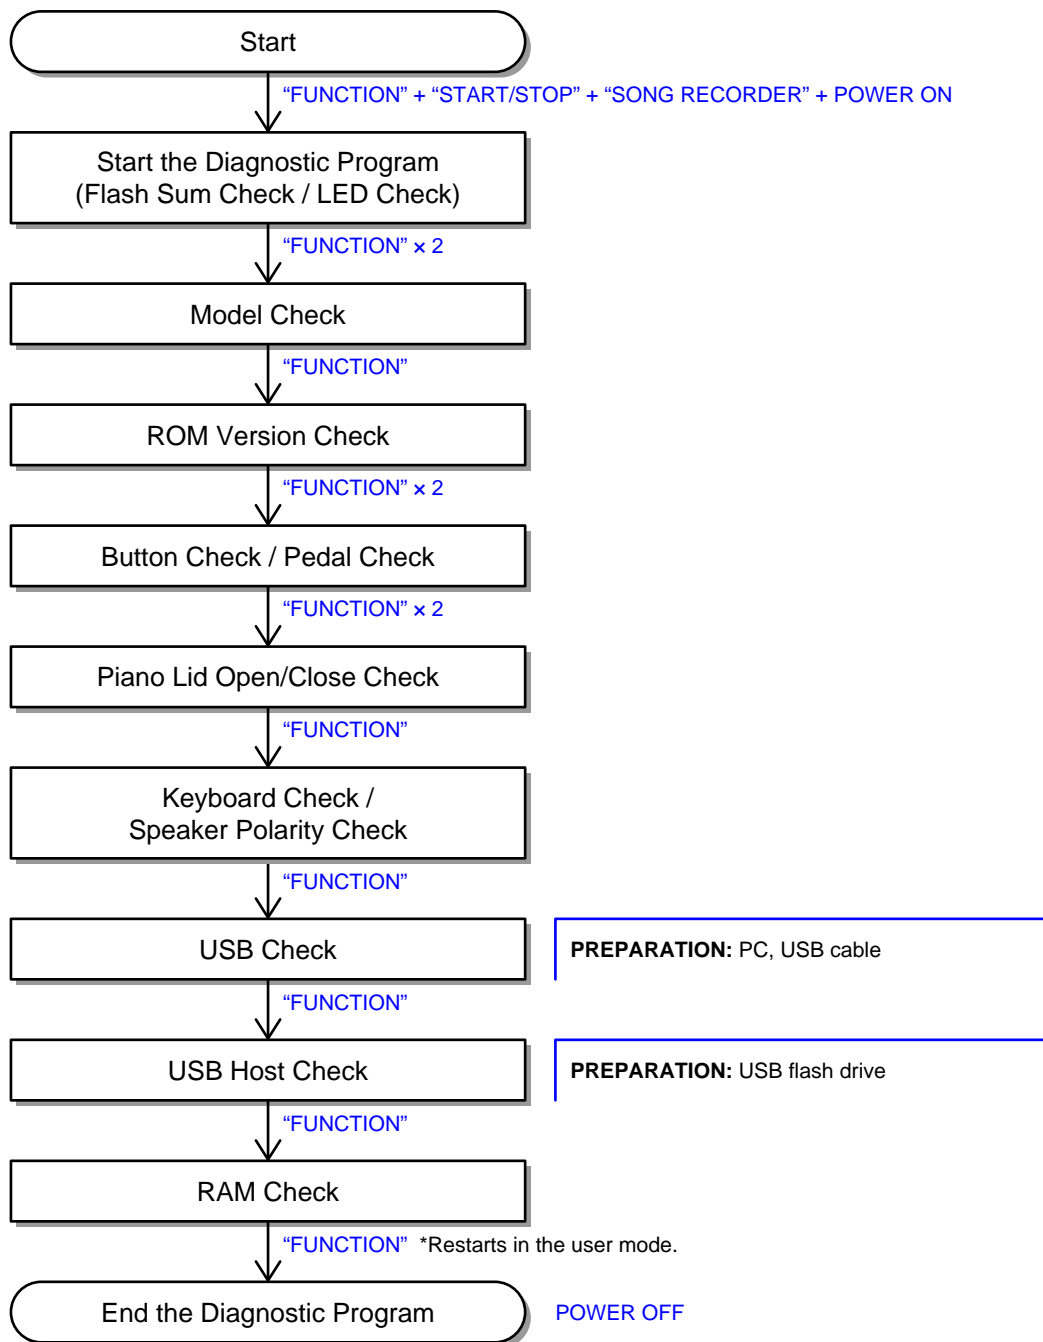 Start
“FUNCTION” + “START/STOP” + “SONG RECORDER” + POWER ON
Start the Diagnostic Program
(Flash Sum Check / LED Check)
“FUNCTION” × 2
Model Check
“FUNCTION”
ROM Version Check
“FUNCTION” × 2
Button Check / Pedal Check
“FUNCTION” × 2
Piano Lid Open/Close Check
“FUNCTION”
Keyboard Check /
Speaker Polarity Check
“FUNCTION”
USB Check
PREPARATION: PC, USB cable
“FUNCTION”
USB Host Check
PREPARATION: USB flash drive
“FUNCTION”
RAM Check
“FUNCTION” *Restarts in the user mode.
End the Diagnostic Program
POWER OFF